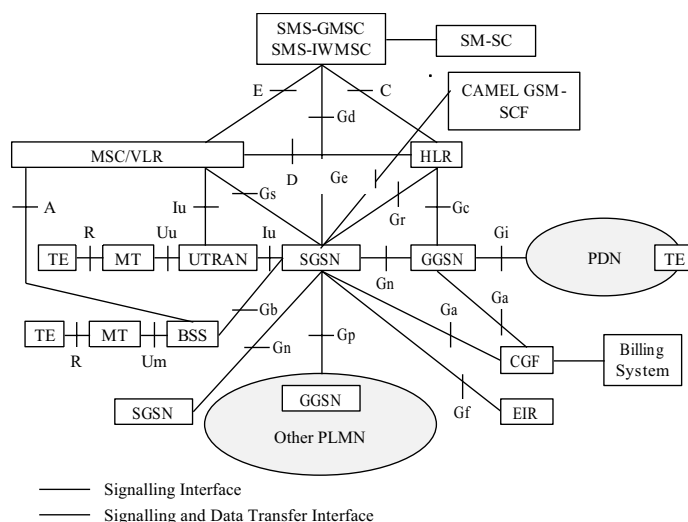 SMS-GMSC
SMS-IWMSC
SM-SC
E
C
CAMEL GSM-
SCF
Gd
MSC/VLR
HLR
D
Ge
A
Iu
Gs
Gr
Gc
R
Uu
Iu
Gi
TE
MT
UTRAN
SGSN
GGSN
PDN
TE
Gn
Gb
Ga
Ga
TE
MT
BSS
Gn
Gp
CGF
Billing
System
R
Um
SGSN
GGSN
Gf
EIR
Other PLMN
Signalling Interface
Signalling and Data Transfer Interface